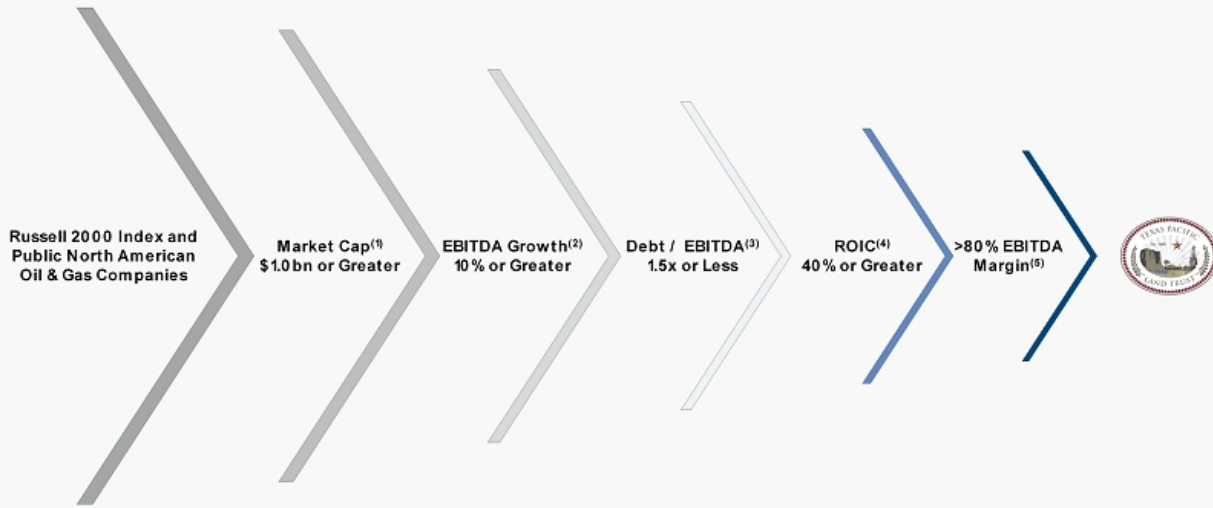 Russell 2000 Index and
Public North American
Oil & Gas Companies
Market Cap(1)
$1.0bn or Greater
EBITDA Growth(2)
10% or Greater
Debt / EBITDA(3)
1.5x or Less
ROIC(4)
40% or Greater
>80% EBITDA
Margin(5)
TEXAS PACIFIC
LAND TRUST